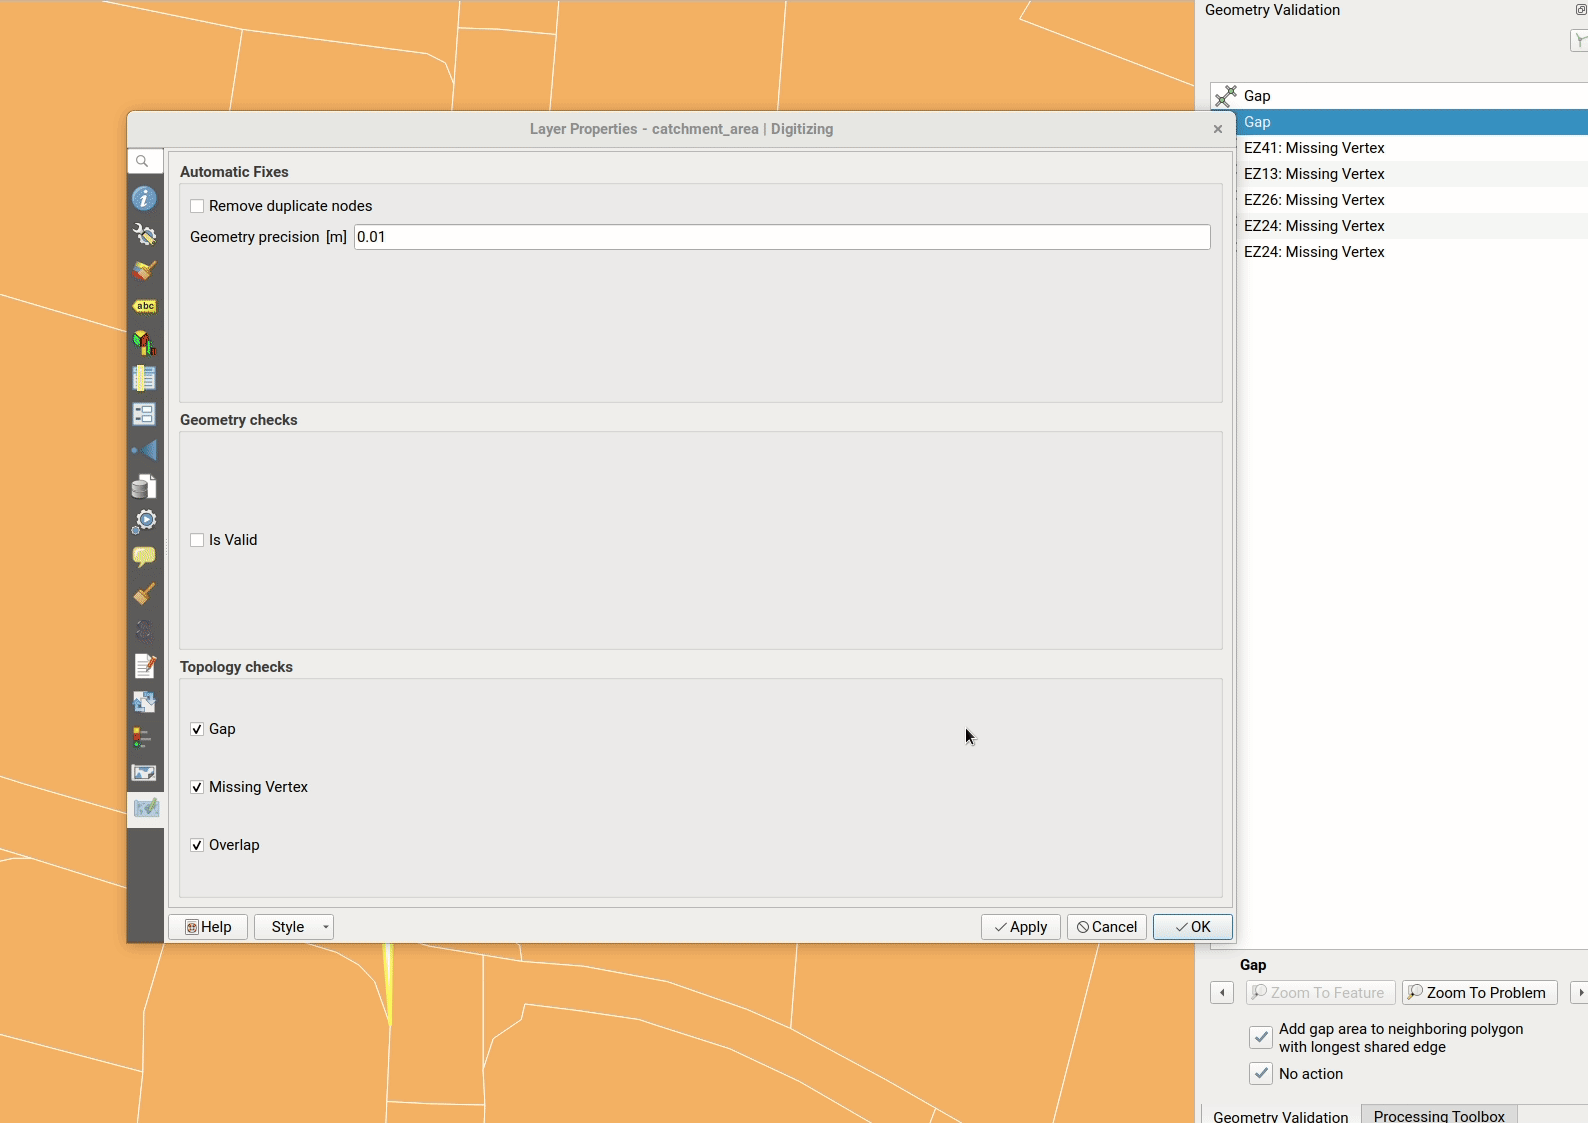 Geometry Validation
Gap
Gap
EZ41: Missing Vertex
EZ13: Missing Vertex
EZ26: Missing Vertex
EZ24: Missing Vertex
EZ24: Missing Vertex
Layer Properties - catchment_area | Digitizing
Automatic Fixes
Remove duplicate nodes
Geometry precision [m] 0.01
abc
Geometry checks
Is Valid
Topology checks
Gap
Missing Vertex
Overlap
Help Style Apply Cancel OK
Gap
Zoom To Feature Zoom To Problem
Add gap area to neighboring polygon
with longest shared edge
No action
Geometry Validation Processing Toolbox